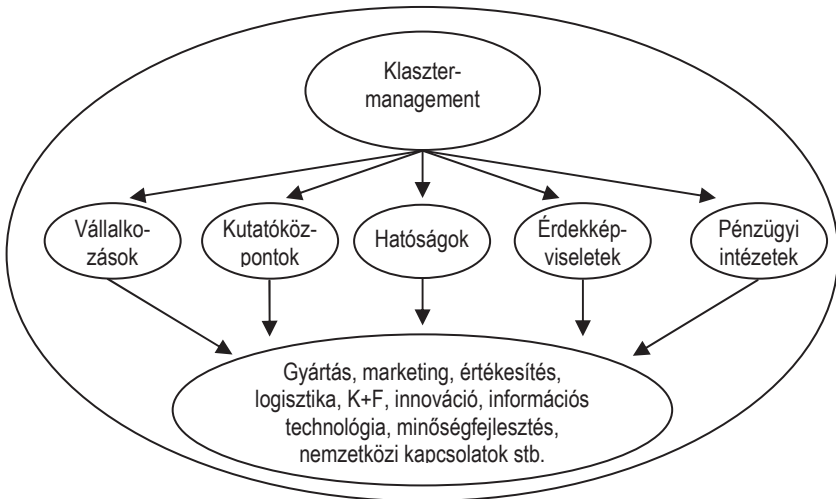 Klaszter-
management
Vállalko-
zások
Kutatóköz-
pontok
Hatóságok
Érdekkép-
viseletek
Pénzügyi
intézetek
Gyártás, marketing, értékesítés,
logisztika, K+F, innováció, információs
technológia, minőségfejlesztés,
nemzetközi kapcsolatok stb.